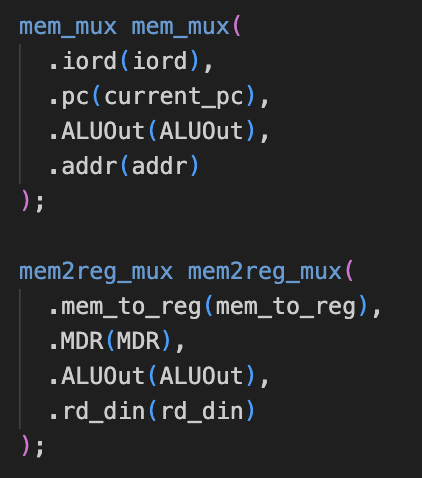 mem_mux mem_mux(
  .iord(iord),
  .pc(current_pc),
  .ALUOut(ALUOut),
  .addr(addr)
);

mem2reg_mux mem2reg_mux(
  .mem_to_reg(mem_to_reg),
  .MDR(MDR),
  .ALUOut(ALUOut),
  .rd_din(rd_din)
);